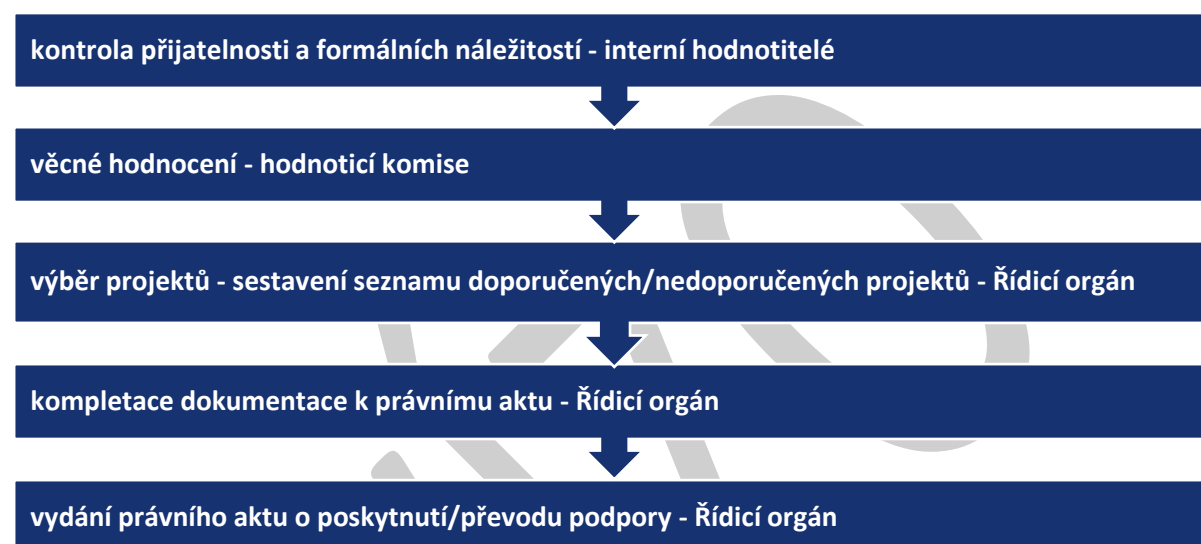 kontrola přijatelnosti a formálních náležitostí - interní hodnotitelé
věcné hodnocení - hodnoticí komise
výběr projektů - sestavení seznamu doporučených/nedoporučených projektů - Řídicí orgán
kompletace dokumentace k právnímu aktu - Řídicí orgán
vydání právního aktu o poskytnutí/převodu podpory - Řídicí orgán